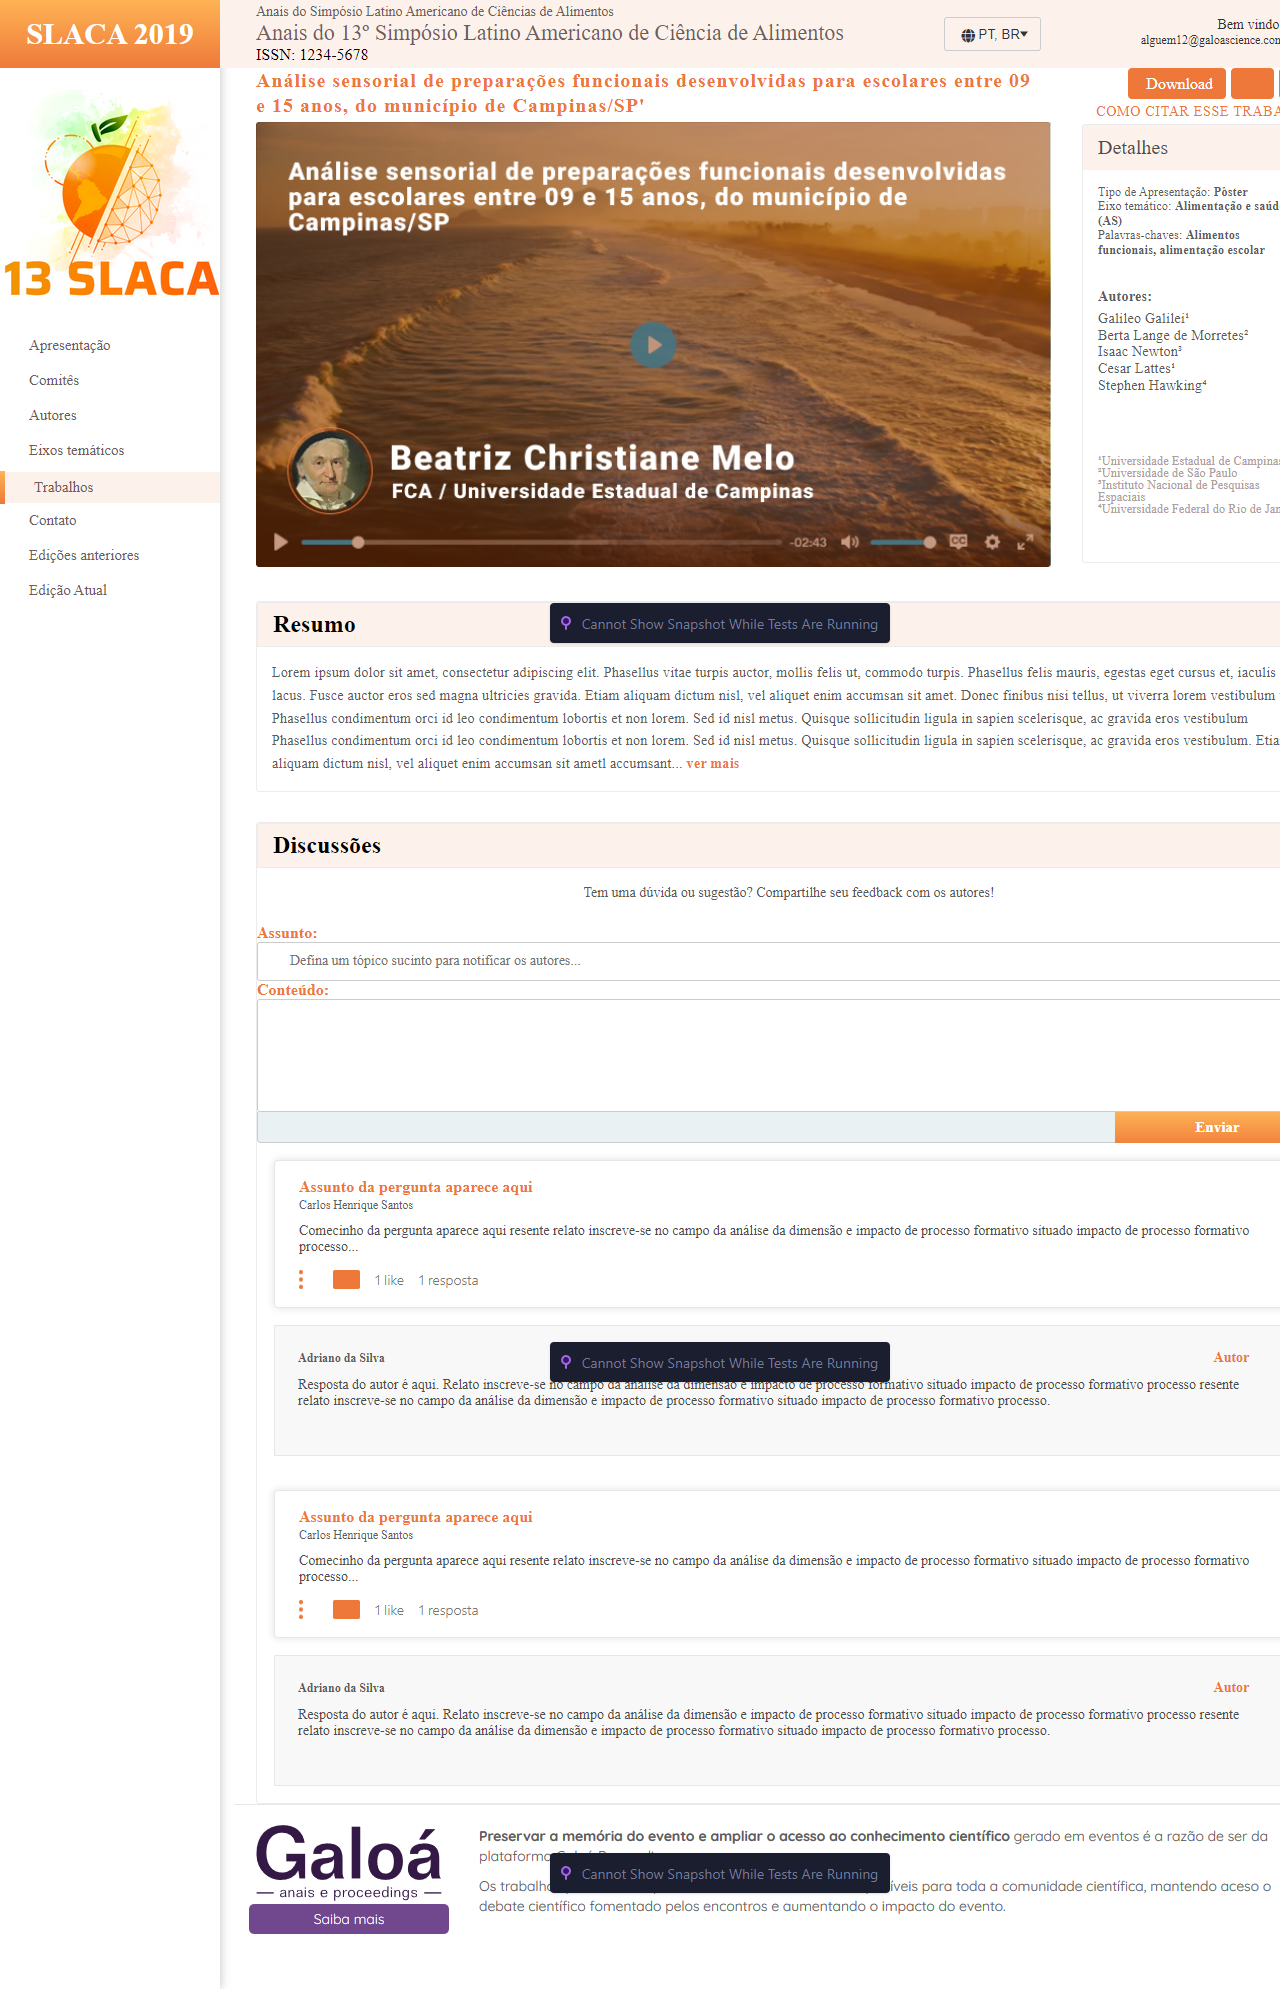 SLACA 2019
Anais do Simpósio Latino Americano de Ciências de Alimentos
Anais do 13º Simpósio Latino Americano de Ciência de Alimentos
ISSN: 1234-5678
PT, BR
Bem vindo
alguem12@galoascience.com
13 SLACA
Apresentação
Comitês
Autores
Eixos temáticos
Trabalhos
Contato
Edições anteriores
Edição Atual
Análise sensorial de preparações funcionais desenvolvidas para escolares entre 09
e 15 anos, do município de Campinas/SP'
Download
COMO CITAR ESSE TRABA
Análise sensorial de preparações funcionais desenvolvidas
para escolares entre 09 e 15 anos, do município de
Campinas/SP
Beatriz Christiane Melo
FCA / Universidade Estadual de Campinas
-02:43
CC
Detalhes
Tipo de Apresentação: Pôster
Eixo temático: Alimentação e saúd
(AS)
Palavras-chaves: Alimentos
funcionais, alimentação escolar
Autores:
Galileo Galilei¹
Berta Lange de Morretes²
Isaac Newton³
Cesar Lattes¹
Stephen Hawking⁴
¹Universidade Estadual de Campinas
²Universidade de São Paulo
³Instituto Nacional de Pesquisas
Espaciais
⁴Universidade Federal do Rio de Jan
Resumo
Cannot Show Snapshot While Tests Are Running
Lorem ipsum dolor sit amet, consectetur adipiscing elit. Phasellus vitae turpis auctor, mollis felis ut, commodo turpis. Phasellus felis mauris, egestas eget cursus et, iaculis
lacus. Fusce auctor eros sed magna ultricies gravida. Etiam aliquam dictum nisl, vel aliquet enim accumsan sit amet. Donec finibus nisi tellus, ut viverra lorem vestibulum
Phasellus condimentum orci id leo condimentum lobortis et non lorem. Sed id nisl metus. Quisque sollicitudin ligula in sapien scelerisque, ac gravida eros vestibulum
Phasellus condimentum orci id leo condimentum lobortis et non lorem. Sed id nisl metus. Quisque sollicitudin ligula in sapien scelerisque, ac gravida eros vestibulum. Etia
aliquam dictum nisl, vel aliquet enim accumsan sit ametl accumsant... ver mais
Discussões
Tem uma dúvida ou sugestão? Compartilhe seu feedback com os autores!
Assunto:
Defina um tópico sucinto para notificar os autores...
Conteúdo:
Enviar
Assunto da pergunta aparece aqui
Carlos Henrique Santos
Comecinho da pergunta aparece aqui resente relato inscreve-se no campo da análise da dimensão e impacto de processo formativo situado impacto de processo formativo
processo...
1 like 1 resposta
Cannot Show Snapshot While Tests Are Running
Adriano da Silva
Autor
Resposta do autor é aqui. Relato inscreve-se no campo da análise da dimensão e impacto de processo formativo situado impacto de processo formativo processo resente
relato inscreve-se no campo da análise da dimensão e impacto de processo formativo situado impacto de processo formativo processo.
Assunto da pergunta aparece aqui
Carlos Henrique Santos
Comecinho da pergunta aparece aqui resente relato inscreve-se no campo da análise da dimensão e impacto de processo formativo situado impacto de processo formativo
processo...
1 like 1 resposta
Adriano da Silva
Autor
Resposta do autor é aqui. Relato inscreve-se no campo da análise da dimensão e impacto de processo formativo situado impacto de processo formativo processo resente
relato inscreve-se no campo da análise da dimensão e impacto de processo formativo situado impacto de processo formativo processo.
Galoá
anais e proceedings
Saiba mais
Preservar a memória do evento e ampliar o acesso ao conhecimento científico gerado em eventos é a razão de ser da
plataforma
Cannot Show Snapshot While Tests Are Running
Os trabalho níveis para toda a comunidade científica, mantendo aceso o
debate científico fomentado pelos encontros e aumentando o impacto do evento.